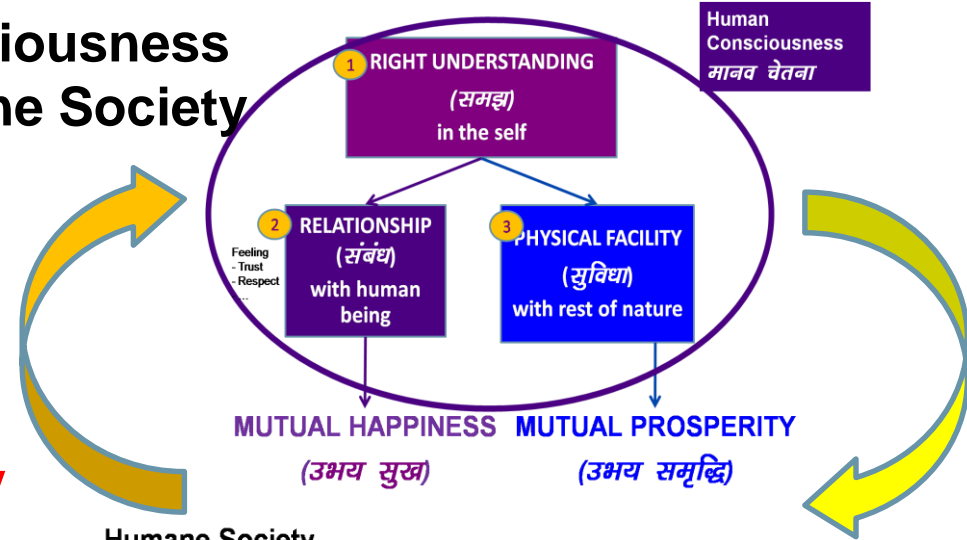 iousness
ne Society
Human
Consciousness
मानव चेतना
1
RIGHT UNDERSTANDING
(समझ)
in the self
2
RELATIONSHIP
(संबंध)
with human
being
Feeling
- Trust
- Respect
...
3
PHYSICAL FACILITY
(सुविधा)
with rest of nature
MUTUAL HAPPINESS
(उभय सुख)
MUTUAL PROSPERITY
(उभय समृद्धि)
Humane Society